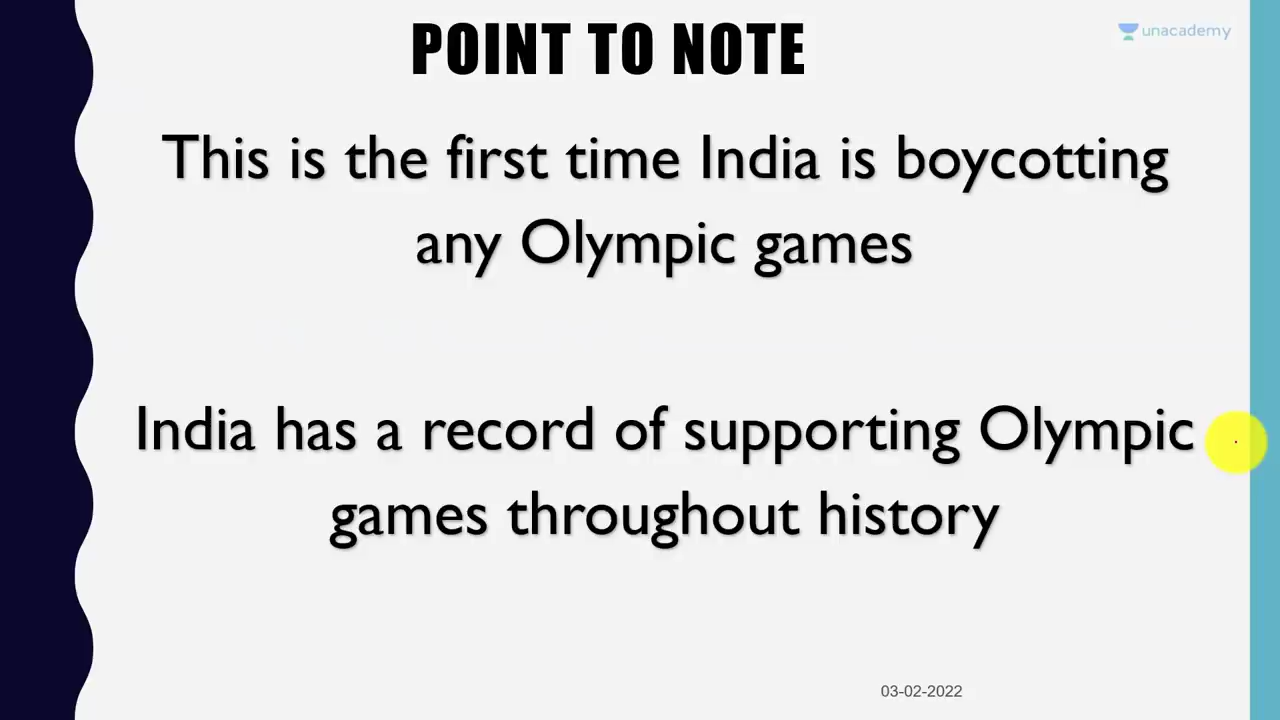 POINT TO NOTE
unacademy
This is the first time India is boycotting
any Olympic games
India has a record of supporting Olympic
games throughout history
03-02-2022